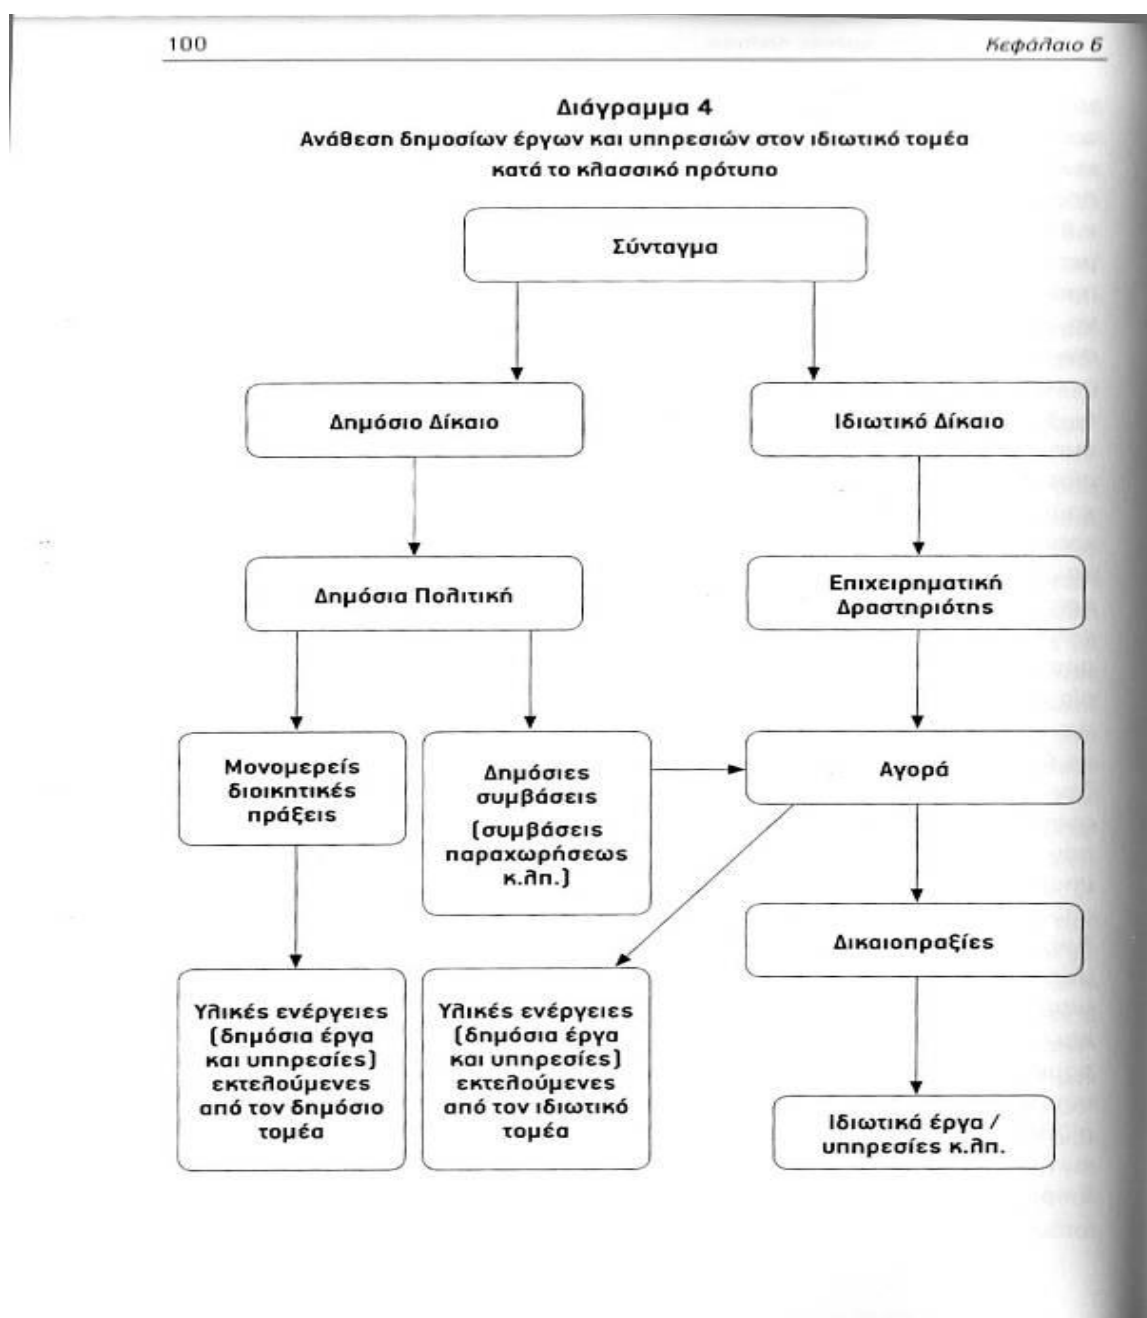 100
Κεφάλαιο 6
Διάγραμμα 4
Ανάθεση δημοσίων έργων και υπηρεσιών στον ιδιωτικό τομέα
κατά το κλασσικό πρότυπο
Σύνταγμα
Δημόσιο Δίκαιο
Ιδιωτικό Δίκαιο
Δημόσια Πολιτική
Επιχειρηματική
Δραστηριότης
Μονομερείς
διοικητικές
πράξεις
Δημόσιες
συμβάσεις
(συμβάσεις
παραχωρήσεως
κ.λπ.)
Αγορά
Δικαιοπραξίες
Υλικές ενέργειες
(δημόσια έργα
και υπηρεσίες)
εκτελούμενες
από τον δημόσιο
τομέα
Υλικές ενέργειες
(δημόσια έργα
και υπηρεσίες)
εκτελούμενες
από τον ιδιωτικό
τομέα
Ιδιωτικά έργα /
υπηρεσίες κ.λπ.